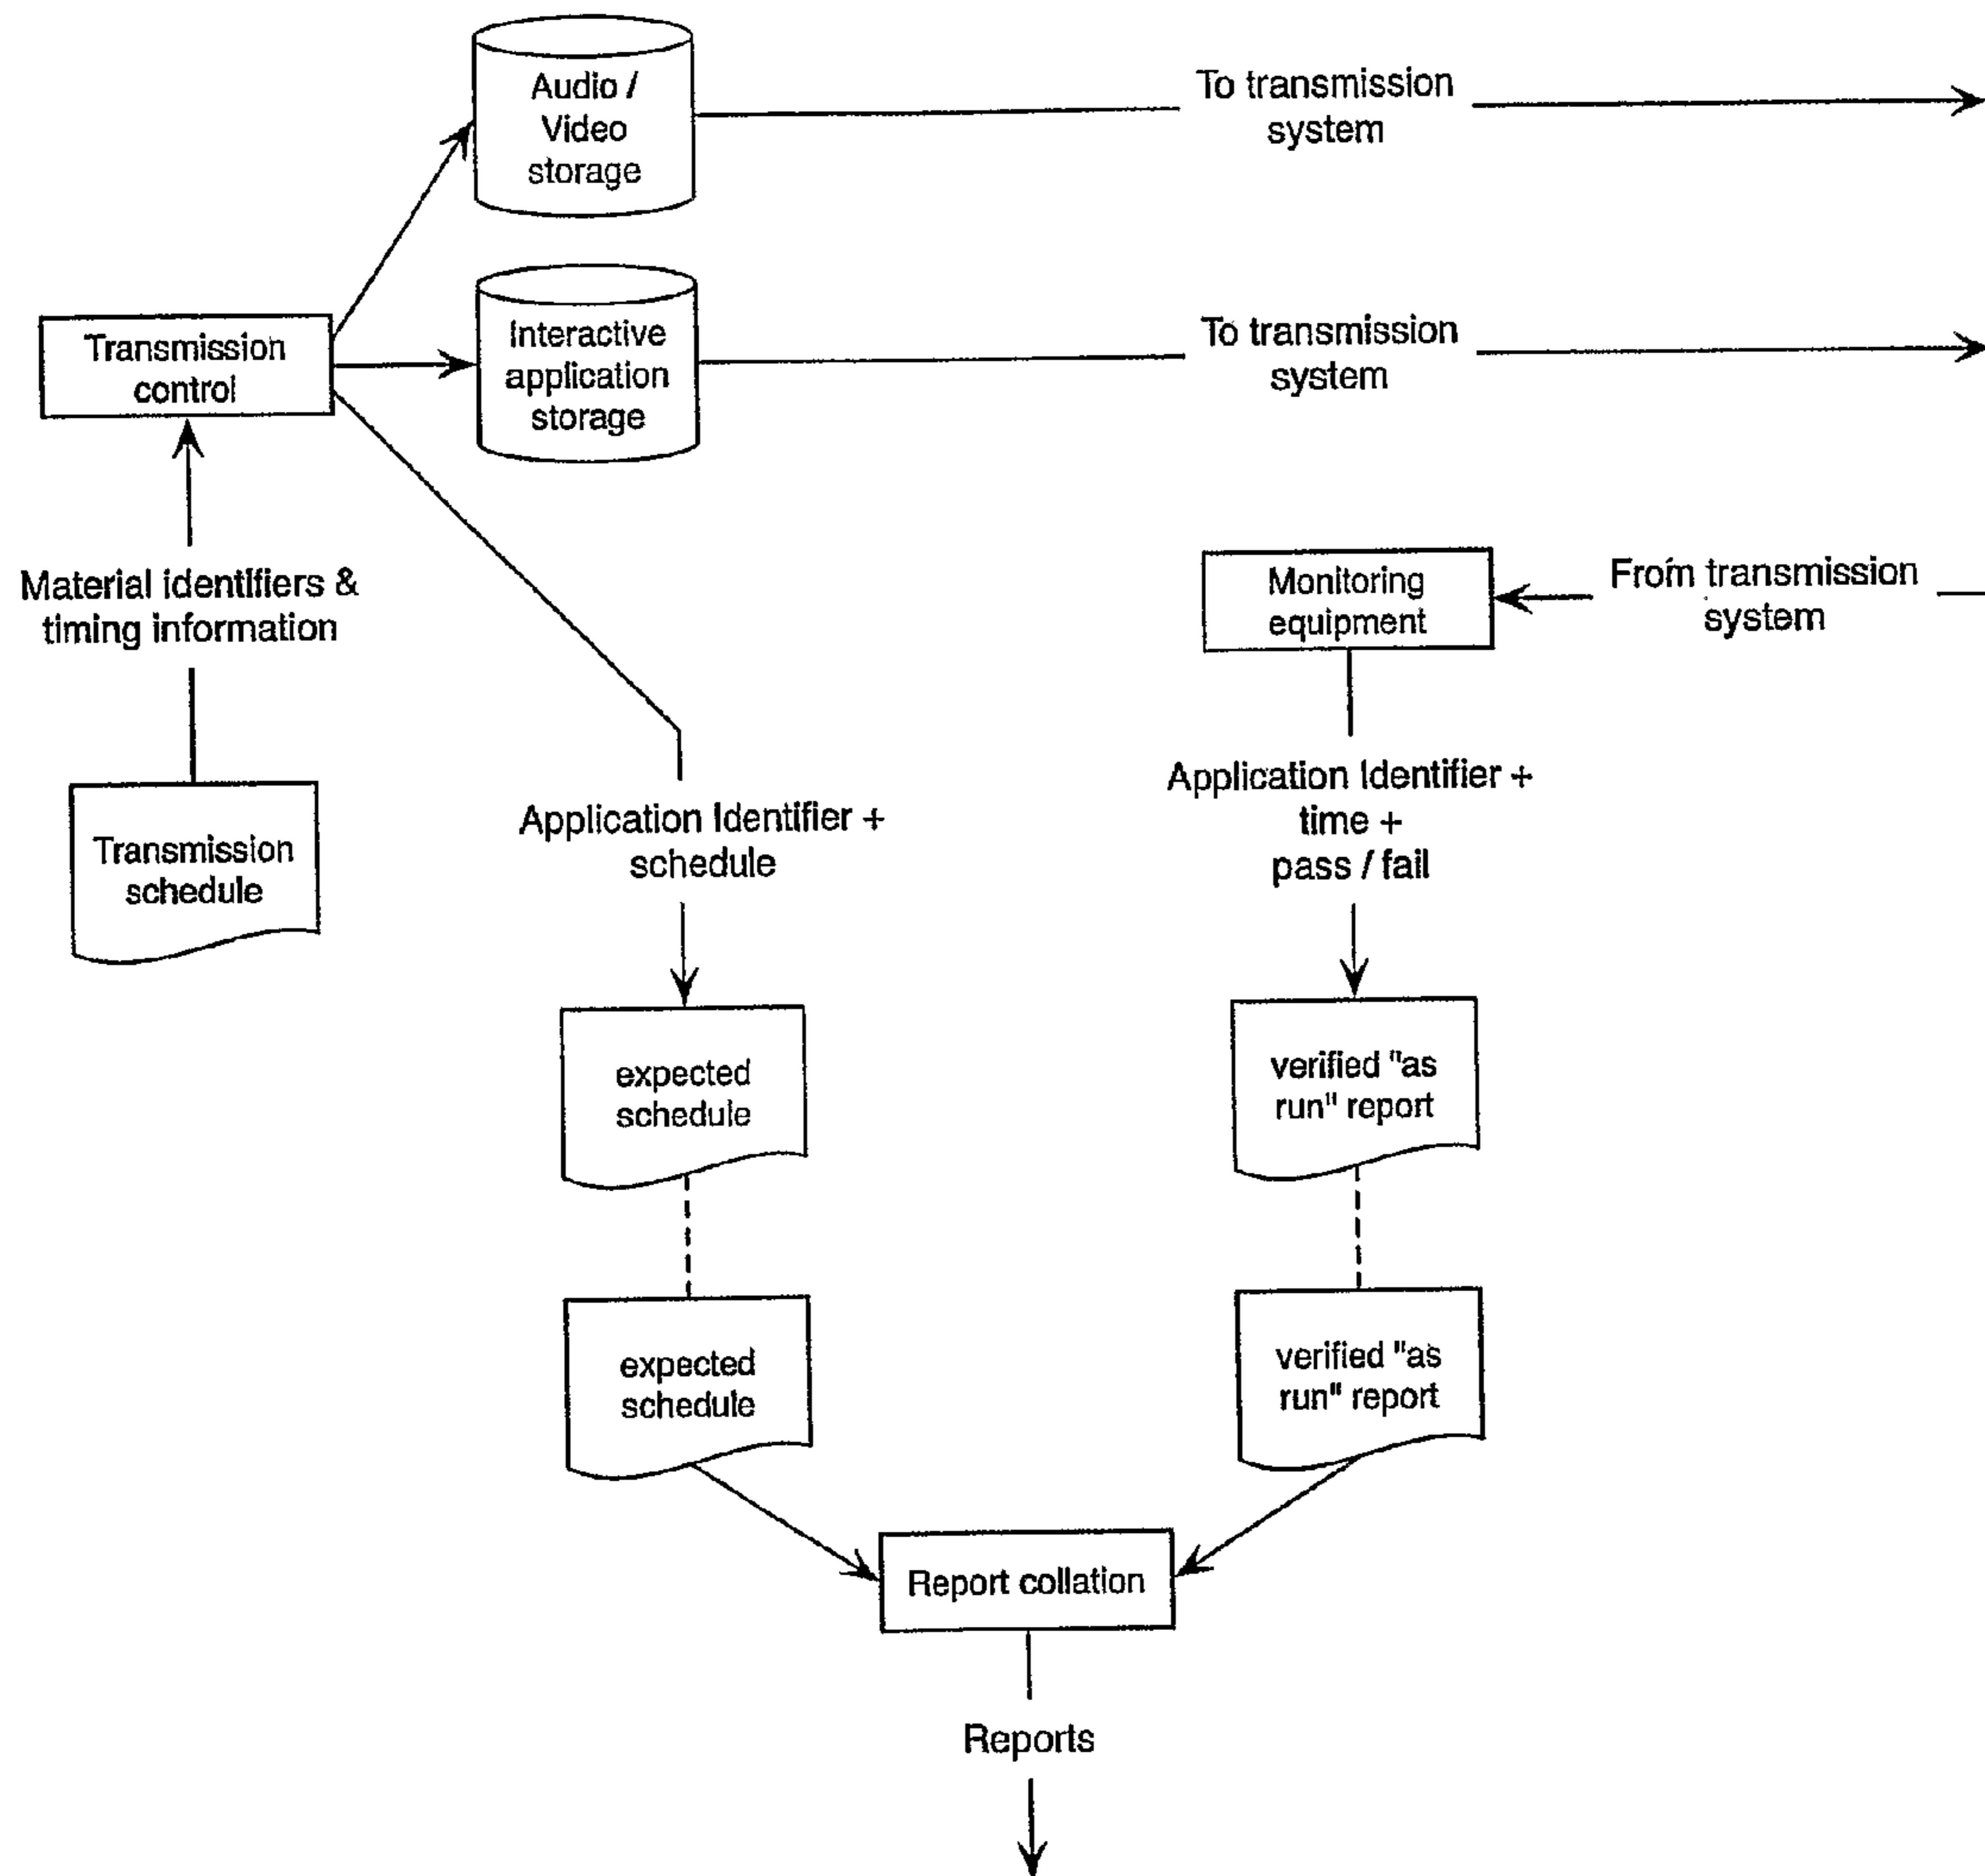 Audio /
Video
storage
To transmission
system
Transmission
control
Interactive
application
storage
To transmission
system
Material identifiers &
timing information
Monitoring
equipment
From transmission
system
Transmission
schedule
Application Identifier +
schedule
Application Identifier +
time +
pass / fail
expected
schedule
verified "as
run" report
expected
schedule
verified "as
run" report
Report collation
Reports